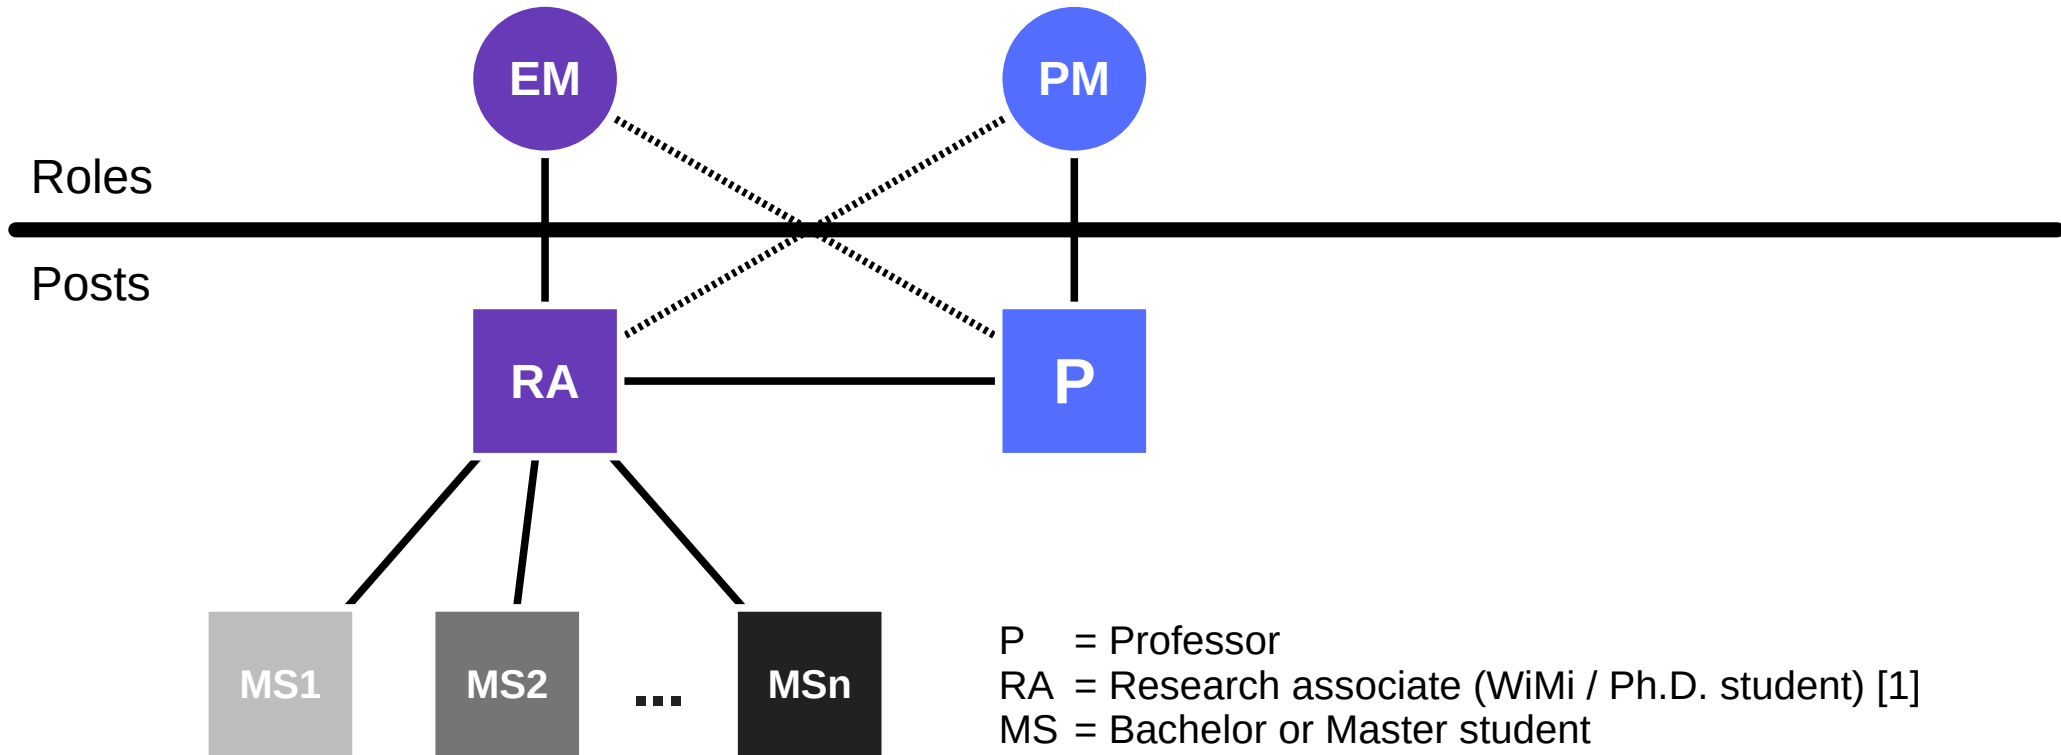 EM
PM
Roles
Posts
RA
P
MS1
MS2
...
MSn
P = Professor
RA = Research associate (WiMi / Ph.D. student) [1]
MS = Bachelor or Master student